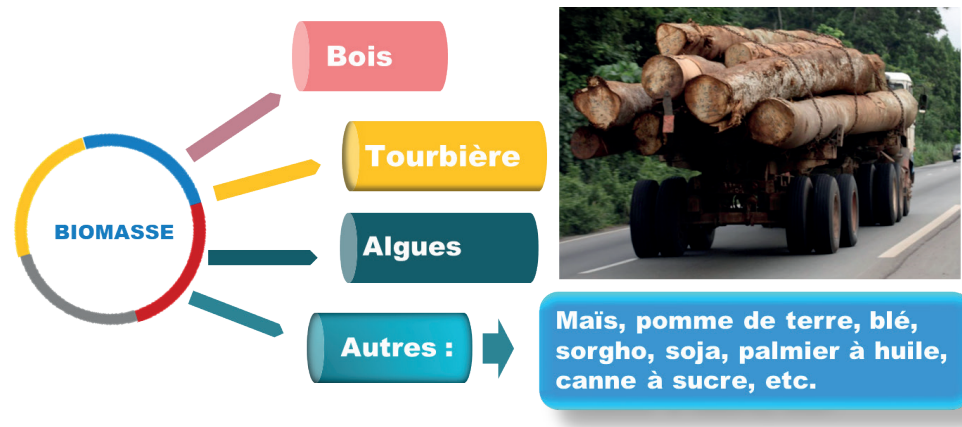 BIOMASSE
Bois
Tourbière
Algues
Autres :
Maïs, pomme de terre, blé,
sorgho, soja, palmier à huile,
canne à sucre, etc.